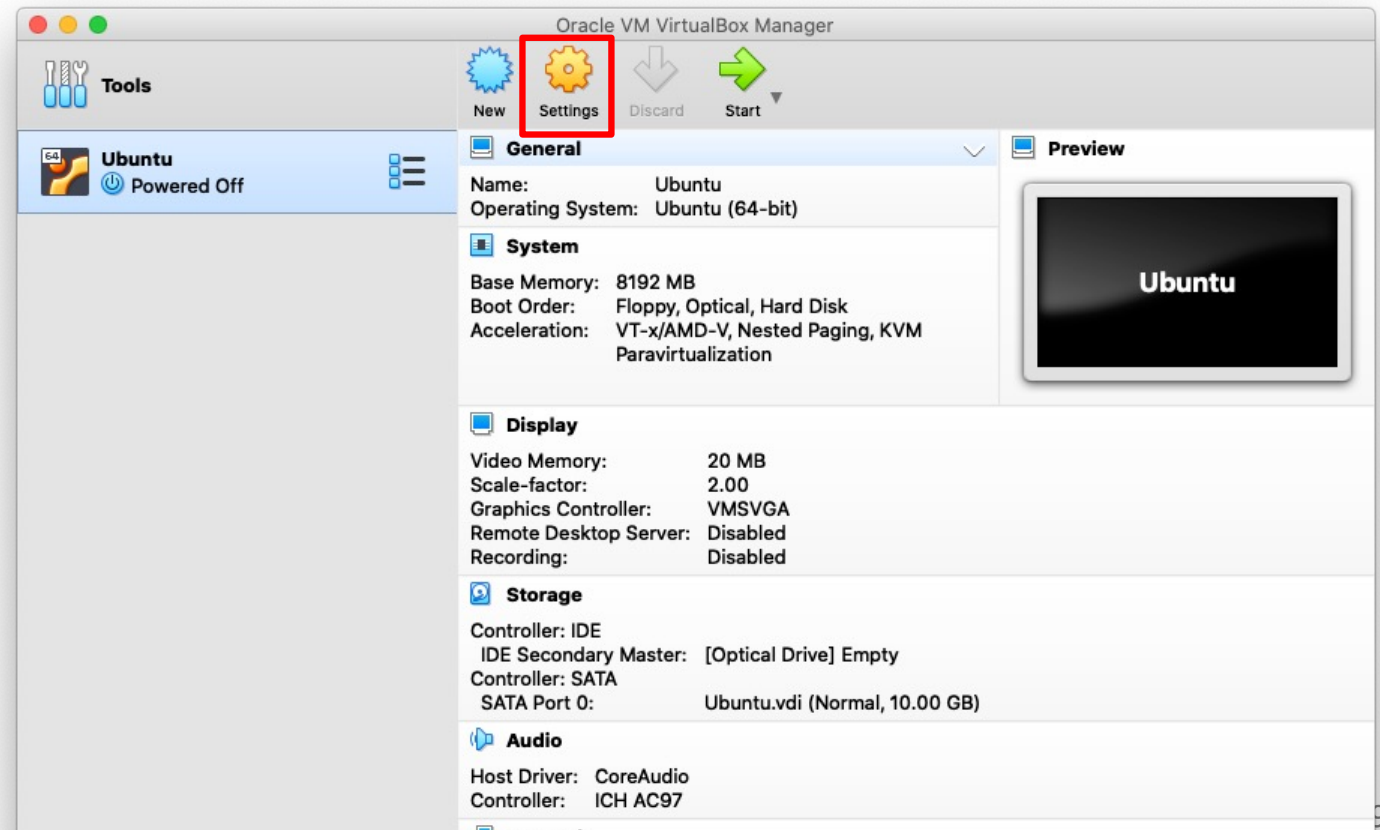 Oracle VM VirtualBox Manager
Tools
New
Settings
Discard
Start
64
Ubuntu
Powered Off
General
Name: Ubuntu
Operating System: Ubuntu (64-bit)
Preview
Ubuntu
System
Base Memory: 8192 MB
Boot Order: Floppy, Optical, Hard Disk
Acceleration: VT-x/AMD-V, Nested Paging, KVM
Paravirtualization
Display
Video Memory: 20 MB
Scale-factor: 2.00
Graphics Controller: VMSVGA
Remote Desktop Server: Disabled
Recording: Disabled
Storage
Controller: IDE
IDE Secondary Master: [Optical Drive] Empty
Controller: SATA
SATA Port 0: Ubuntu.vdi (Normal, 10.00 GB)
Audio
Host Driver: CoreAudio
Controller: ICH AC97